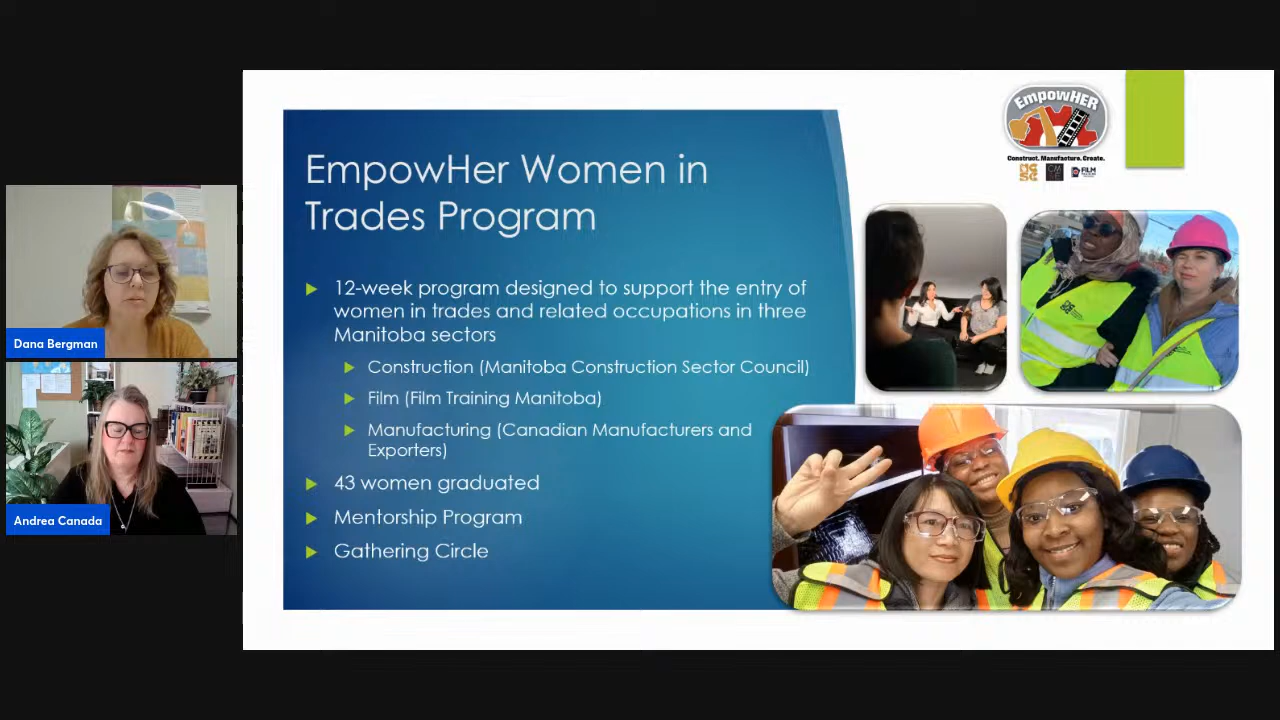 EmpowHER
Construct. Manufacture. Create.
FILM
EmpowHer Women in
Trades Program
12-week program designed to support the entry of
women in trades and related occupations in three
Manitoba sectors
Construction (Manitoba Construction Sector Council)
Film (Film Training Manitoba)
Manufacturing (Canadian Manufacturers and
Exporters)
43 women graduated
Mentorship Program
Gathering Circle
Dana Bergman
Andrea Canada